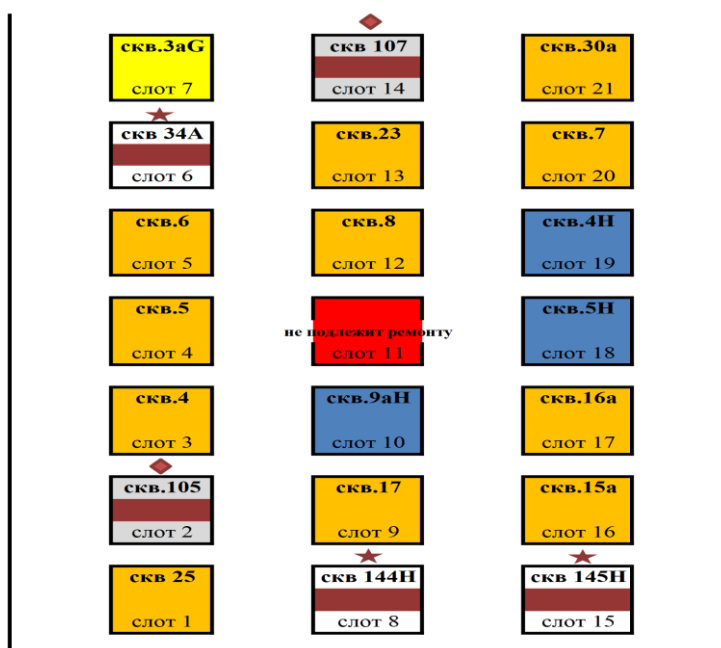 скв.3aG
слот 7
скв 107
слот 14
скв.30а
слот 21
скв 34А
слот 6
скв.23
слот 13
скв.7
слот 20
скв.6
слот 5
скв.8
слот 12
скв.4Н
слот 19
скв.5
слот 4
не подлежит ремонту
слот 11
скв.5Н
слот 18
скв.4
слот 3
скв.9аН
слот 10
скв.16а
слот 17
скв.105
слот 2
скв.17
слот 9
скв.15а
слот 16
скв 25
слот 1
скв 144Н
слот 8
скв 145Н
слот 15